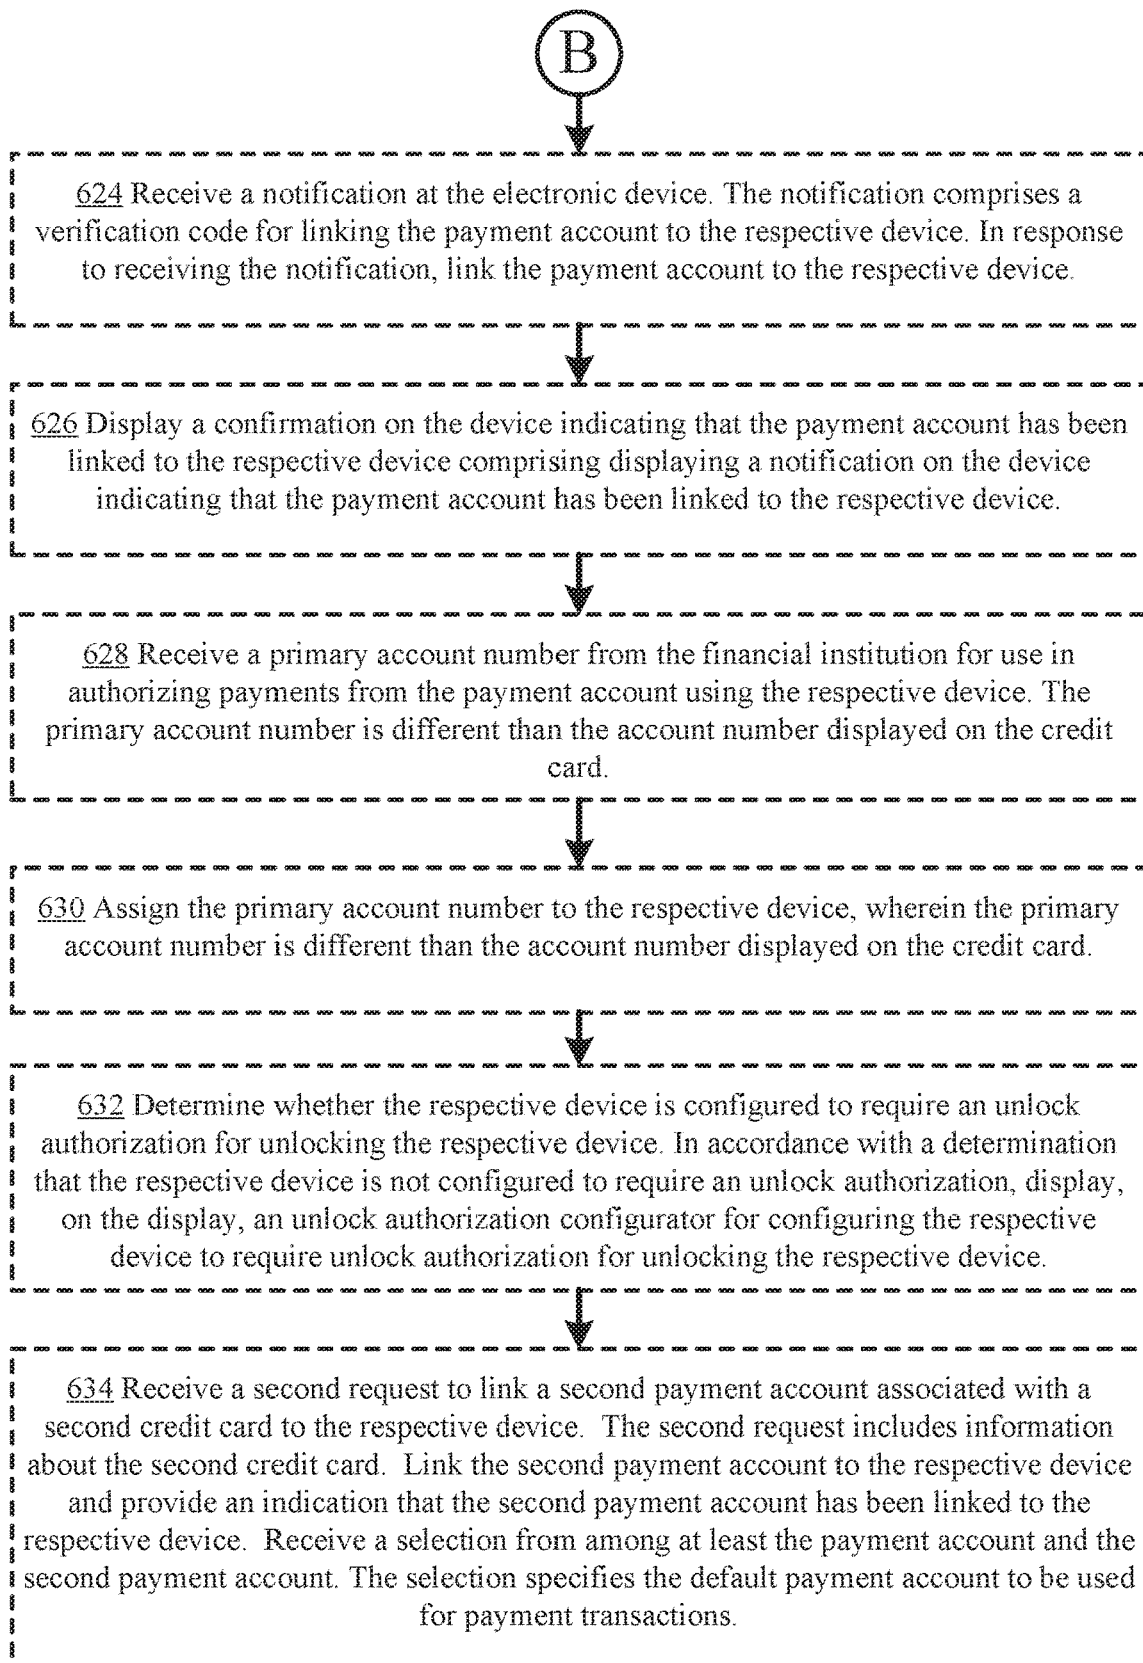 B
624 Receive a notification at the electronic device. The notification comprises a
verification code for linking the payment account to the respective device. In response
to receiving the notification, link the payment account to the respective device.
626 Display a confirmation on the device indicating that the payment account has been
linked to the respective device comprising displaying a notification on the device
indicating that the payment account has been linked to the respective device.
628 Receive a primary account number from the financial institution for use in
authorizing payments from the payment account using the respective device. The
primary account number is different than the account number displayed on the credit
card.
630 Assign the primary account number to the respective device, wherein the primary
account number is different than the account number displayed on the credit card.
632 Determine whether the respective device is configured to require an unlock
authorization for unlocking the respective device. In accordance with a determination
that the respective device is not configured to require an unlock authorization, display,
on the display, an unlock authorization configurator for configuring the respective
device to require unlock authorization for unlocking the respective device.
634 Receive a second request to link a second payment account associated with a
second credit card to the respective device. The second request includes information
about the second credit card. Link the second payment account to the respective device
and provide an indication that the second payment account has been linked to the
respective device. Receive a selection from among at least the payment account and the
second payment account. The selection specifies the default payment account to be used
for payment transactions.